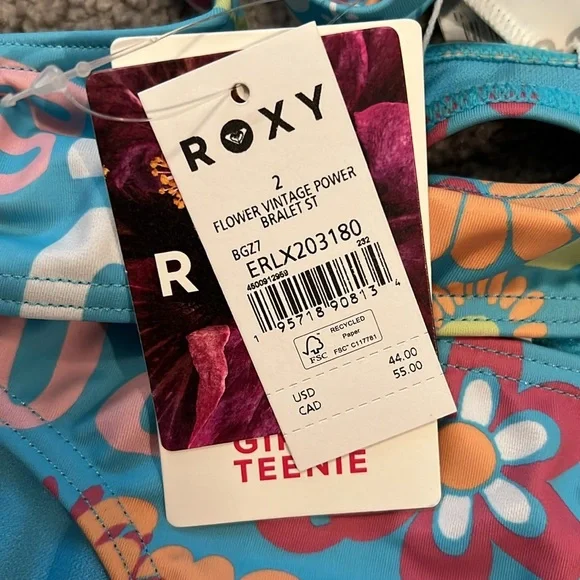 ROXY
2
FLOWER VINTAGE POWER
BRALET ST
BGZ7
ERLX203180
4500912969
232
1 95718 90813 4
FSC
RECYCLED
Paper
FSC® C117781
USD 44.00
CAD 55.00
R
TEENIE